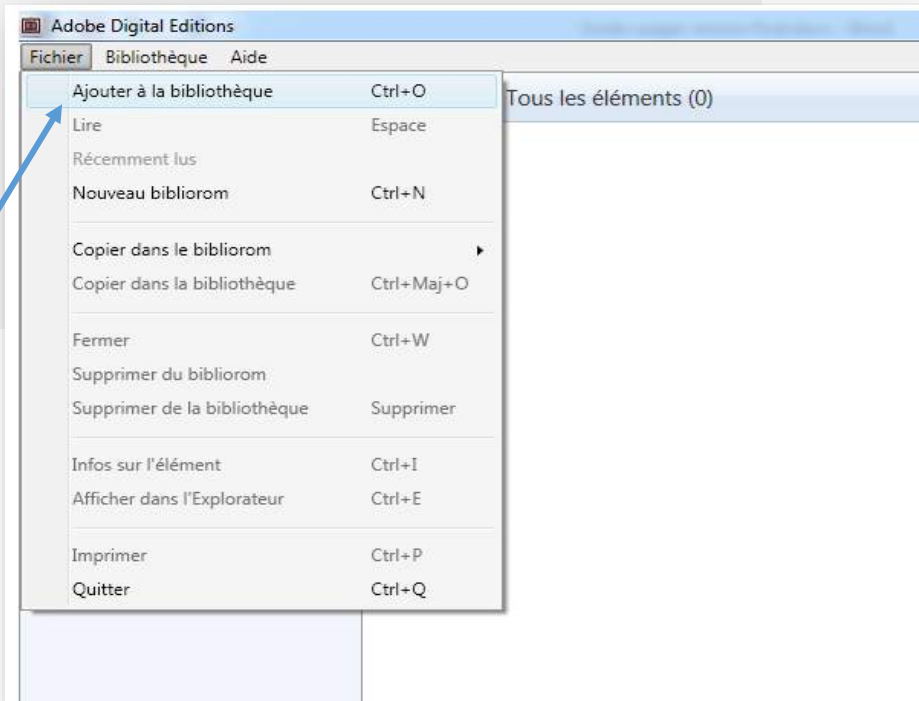 Adobe Digital Editions
Fichier Bibliothèque Aide
Ajouter à la bibliothèque Ctrl+O
Tous les éléments (0)
Lire Espace
Récemment lus
Nouveau bibliorom Ctrl+N
Copier dans le bibliorom
Copier dans la bibliothèque Ctrl+Maj+O
Fermer Ctrl+W
Supprimer du bibliorom
Supprimer de la bibliothèque Supprimer
Infos sur l'élément Ctrl+I
Afficher dans l'Explorateur Ctrl+E
Imprimer Ctrl+P
Quitter Ctrl+Q